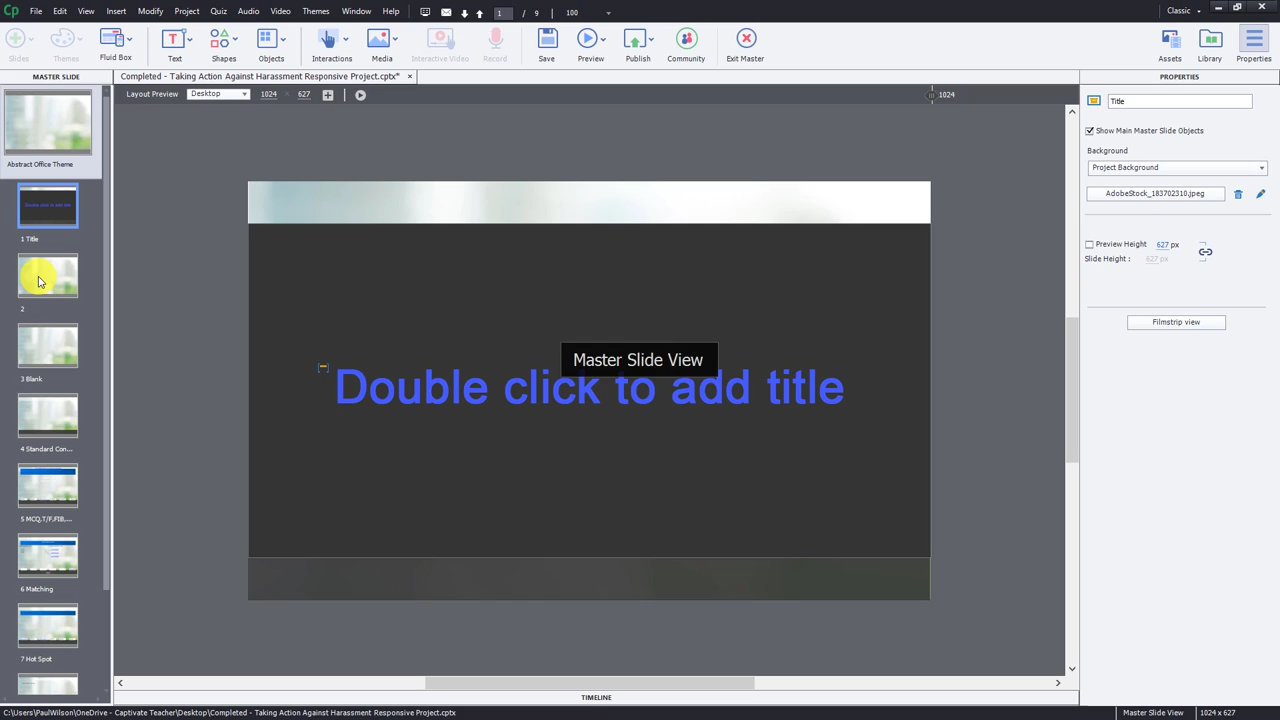 Cp File Edit View Insert Modify Project Quiz Audio Video Themes Window Help 1 / 9 100 Classic
Slides Themes Fluid Box Text Shapes Objects Interactions Media Interactive Video Record Save Preview Publish Community Exit Master Assets Library Properties
MASTER SLIDE
Completed - Taking Action Against Harassment Responsive Project.cptx*
PROPERTIES
Layout Preview Desktop 1024 627 1024
Title
Show Main Master Slide Objects
Background
Project Background
AdobeStock_183702310.jpeg
Preview Height 627 px
Slide Height : 627 px
Filmstrip view
Abstract Office Theme
Double click to add title
1 Title
2
3 Blank
4 Standard Con...
5 MCQ,T/F,FIB,...
6 Matching
7 Hot Spot
Master Slide View
Double click to add title
TIMELINE
C:\Users\PaulWilson\OneDrive - Captivate Teacher\Desktop\Completed - Taking Action Against Harassment Responsive Project.cptx Master Slide View 1024 x 627